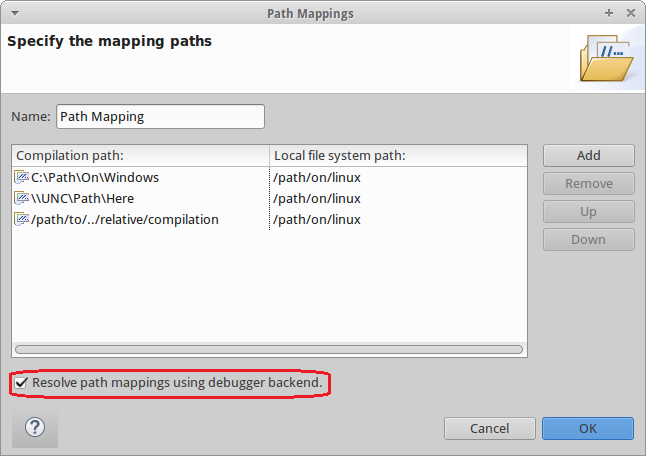 Path Mappings
Specify the mapping paths
Name: Path Mapping
Compilation path: Local file system path:
C:\Path\On\Windows /path/on/linux
\\UNC\Path\Here /path/on/linux
/path/to/../relative/compilation /path/on/linux
Add
Remove
Up
Down
Resolve path mappings using debugger backend.
? Cancel OK